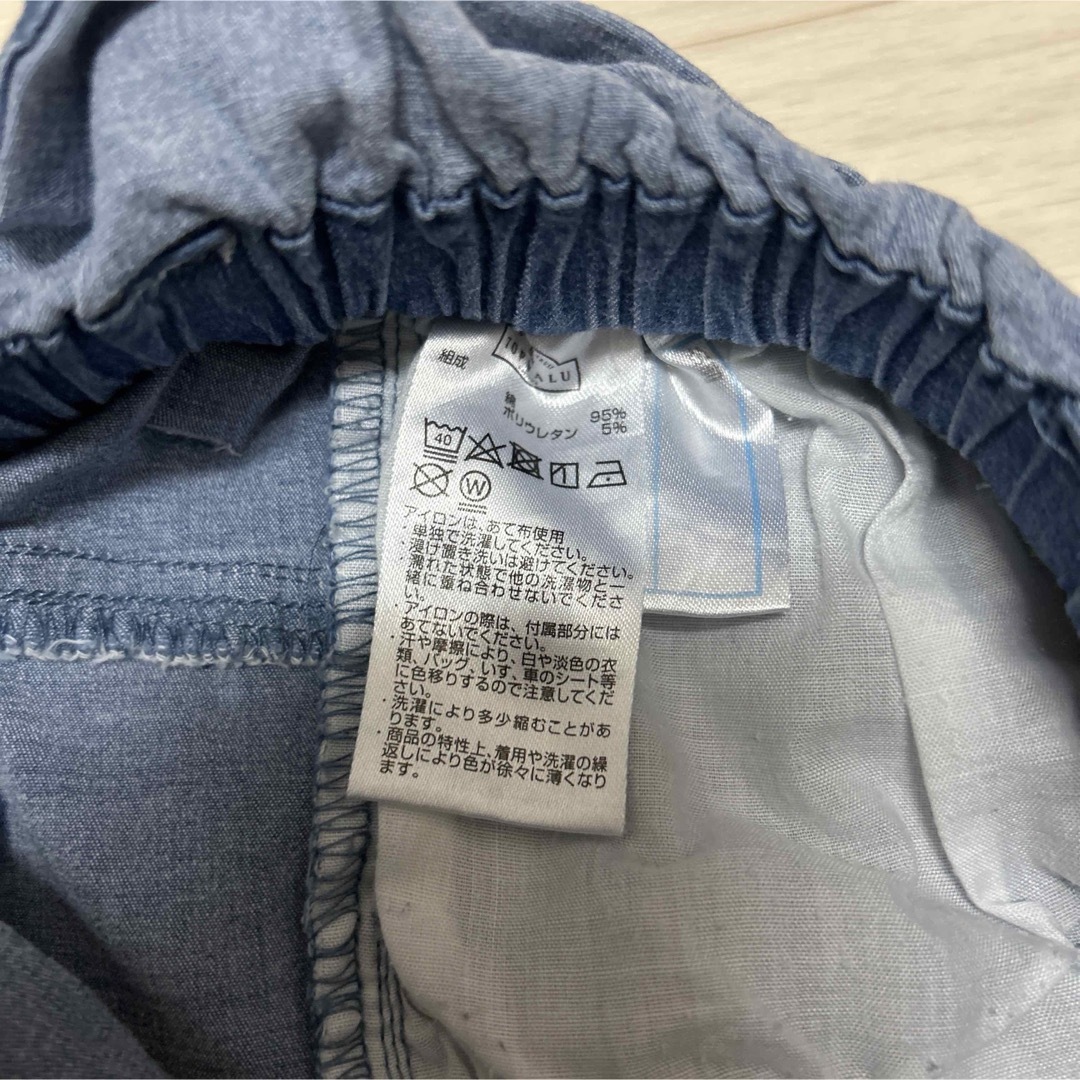 組成
綿 95%
ポリウレタン 5%
40
W
アイロンは、あて布使用
・単独で洗濯してください。
・浸け置き洗いは避けてください。
・濡れた状態で他の洗濯物と一
緒に重ね合わせないでくださ
い。
・アイロンの際は、付属部分には
あてないでください。
・汗や摩擦により、白や淡色の衣
類、バッグ、いす、車のシート等
に色移りするので注意してくだ
さい。
・洗濯により多少縮むことがあ
ります。
・商品の特性上、着用や洗濯の繰
返しにより色が徐々に薄くなり
ます。